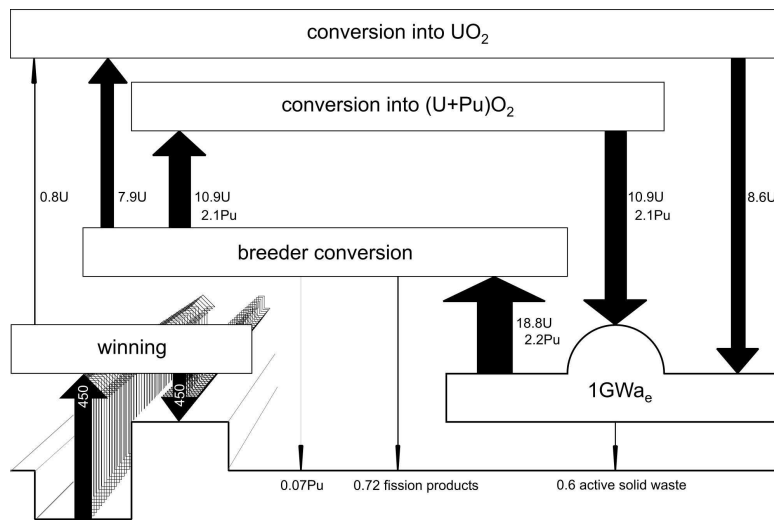 conversion into UO₂
conversion into (U+Pu)O₂
0.8U
7.9U
10.9U
2.1Pu
10.9U
2.1Pu
8.6U
breeder conversion
18.8U
2.2Pu
winning
450
450
1GWaₑ
0.07Pu
0.72 fission products
0.6 active solid waste